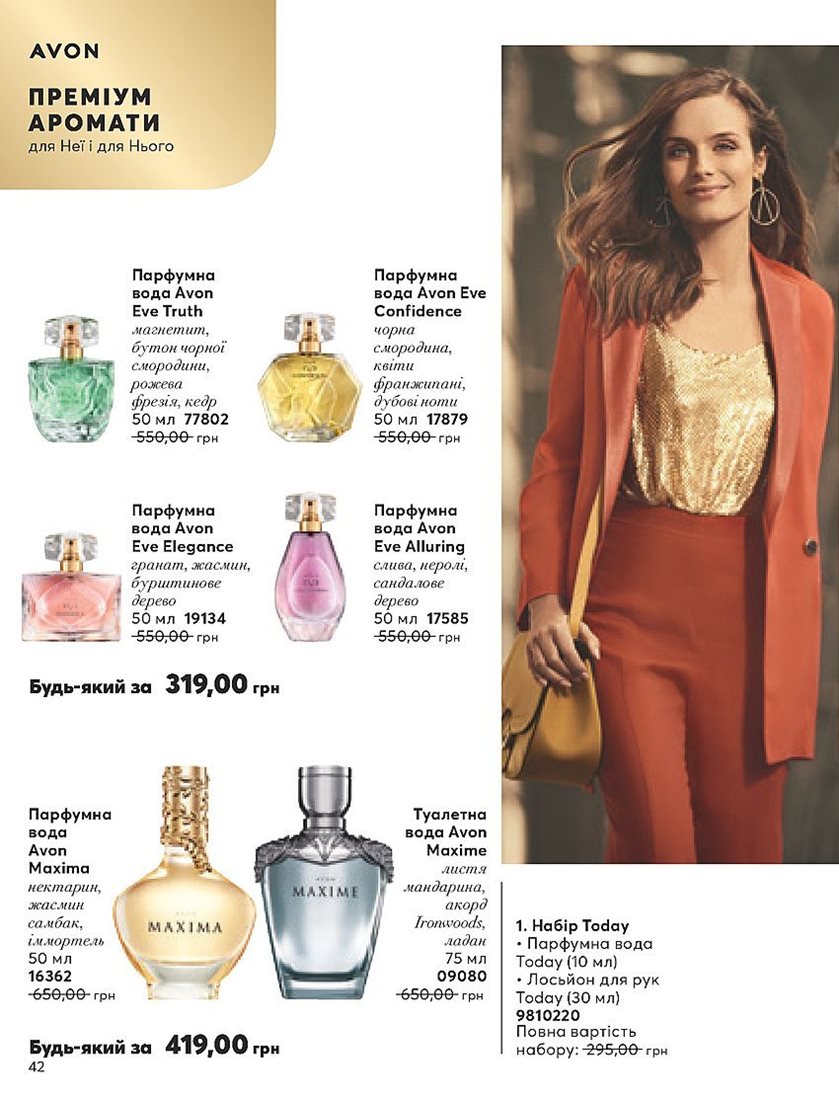 AVON
ПРЕМІУМ
АРОМАТИ
для Неї і для Нього
Парфумна
вода Avon
Eve Truth
магнетит,
бутон чорної
смородини,
рожева
фрезія, кедр
50 мл 77802
550,00 грн
Парфумна
вода Avon Eve
Confidence
чорна
смородина,
квіти
франжипані,
дубові ноти
50 мл 17879
550,00 грн
Парфумна
вода Avon
Eve Elegance
гранат, жасмин,
бурштинове
дерево
50 мл 19134
550,00 грн
Парфумна
вода Avon
Eve Alluring
слива, неролі,
сандалове
дерево
50 мл 17585
550,00 грн
Будь-який за 319,00 грн
Парфумна
вода
Avon
Maxima
нектарин,
жасмин
самбак,
іммортель
50 мл
16362
650,00 грн
MAXIMA
MAXIME
Туалетна
вода Avon
Maxime
листя
мандарина,
акорд
Ironwoods,
ладан
75 мл
09080
650,00 грн
Будь-який за 419,00 грн
42
1. Набір Today
• Парфумна вода
Today (10 мл)
• Лосьйон для рук
Today (30 мл)
9810220
Повна вартість
набору: 295,00 грн